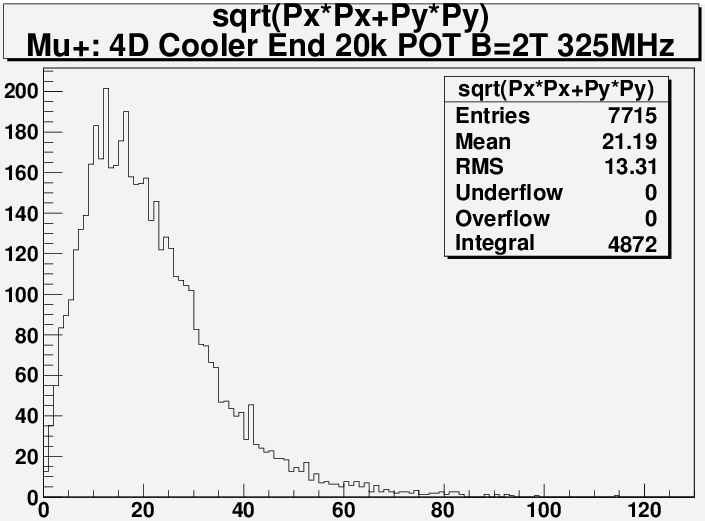 sqrt(Px*Px+Py*Py)
Mu+: 4D Cooler End 20k POT B=2T 325MHz
sqrt(Px*Px+Py*Py)
Entries 7715
Mean 21.19
RMS 13.31
Underflow 0
Overflow 0
Integral 4872
200
180
160
140
120
100
80
60
40
20
0
0 20 40 60 80 100 120